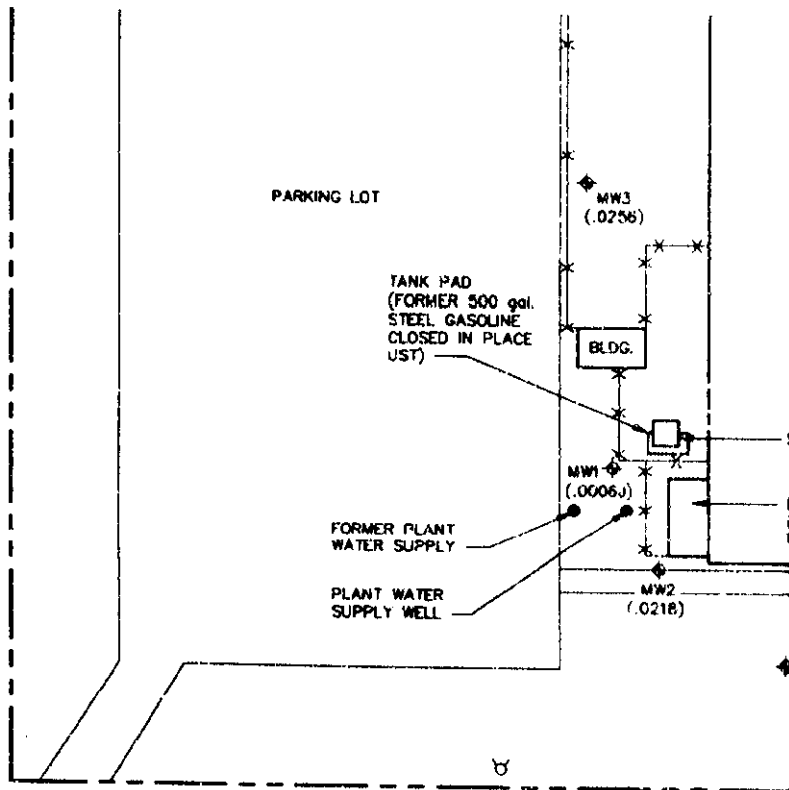 PARKING LOT
MW3
(.0256)
TANK PAD
(FORMER 500 gal.
STEEL GASOLINE
CLOSED IN PLACE
UST)
BLDG.
MW1
(.0006J)
FORMER PLANT
WATER SUPPLY
PLANT WATER
SUPPLY WELL
MW2
(.0218)